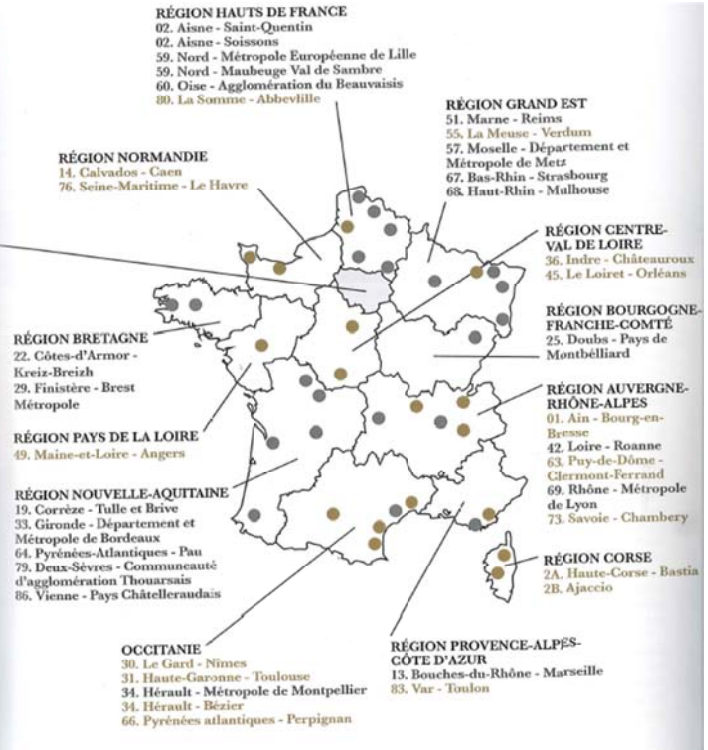 RÉGION HAUTS DE FRANCE
02. Aisne - Saint-Quentin
02. Aisne - Soissons
59. Nord - Métropole Européenne de Lille
59. Nord - Maubeuge Val de Sambre
60. Oise - Agglomération du Beauvaisis
80. La Somme - Abbevlille
RÉGION GRAND EST
51. Marne - Reims
55. La Meuse - Verdum
57. Moselle - Département et
Métropole de Metz
67. Bas-Rhin - Strasbourg
68. Haut-Rhin - Mulhouse
RÉGION NORMANDIE
14. Calvados - Caen
76. Seine-Maritime - Le Havre
RÉGION CENTRE-
VAL DE LOIRE
36. Indre - Châteauroux
45. Le Loiret - Orléans
RÉGION BOURGOGNE-
FRANCHE-COMTÉ
25. Doubs - Pays de
Montbélliard
RÉGION BRETAGNE
22. Côtes-d'Armor -
Kreiz-Breizh
29. Finistère - Brest
Métropole
RÉGION AUVERGNE-
RHÔNE-ALPES
01. Ain - Bourg-en-
Bresse
42. Loire - Roanne
63. Puy-de-Dôme -
Clermont-Ferrand
69. Rhône - Métropole
de Lyon
73. Savoie - Chambery
RÉGION PAYS DE LA LOIRE
49. Maine-et-Loire - Angers
RÉGION NOUVELLE-AQUITAINE
19. Corrèze - Tulle et Brive
33. Gironde - Département et
Métropole de Bordeaux
64. Pyrénées-Atlantiques - Pau
79. Deux-Sèvres - Communeauté
d'agglomération Thouarsais
86. Vienne - Pays Châtelleraudais
RÉGION CORSE
2A. Haute-Corse - Bastia
2B. Ajaccio
OCCITANIE
30. Le Gard - Nîmes
31. Haute-Garonne - Toulouse
34. Hérault - Métropole de Montpellier
34. Hérault - Bézier
66. Pyrénées atlantiques - Perpignan
RÉGION PROVENCE-ALPES-
CÔTE D'AZUR
13. Bouches-du-Rhône - Marseille
83. Var - Toulon